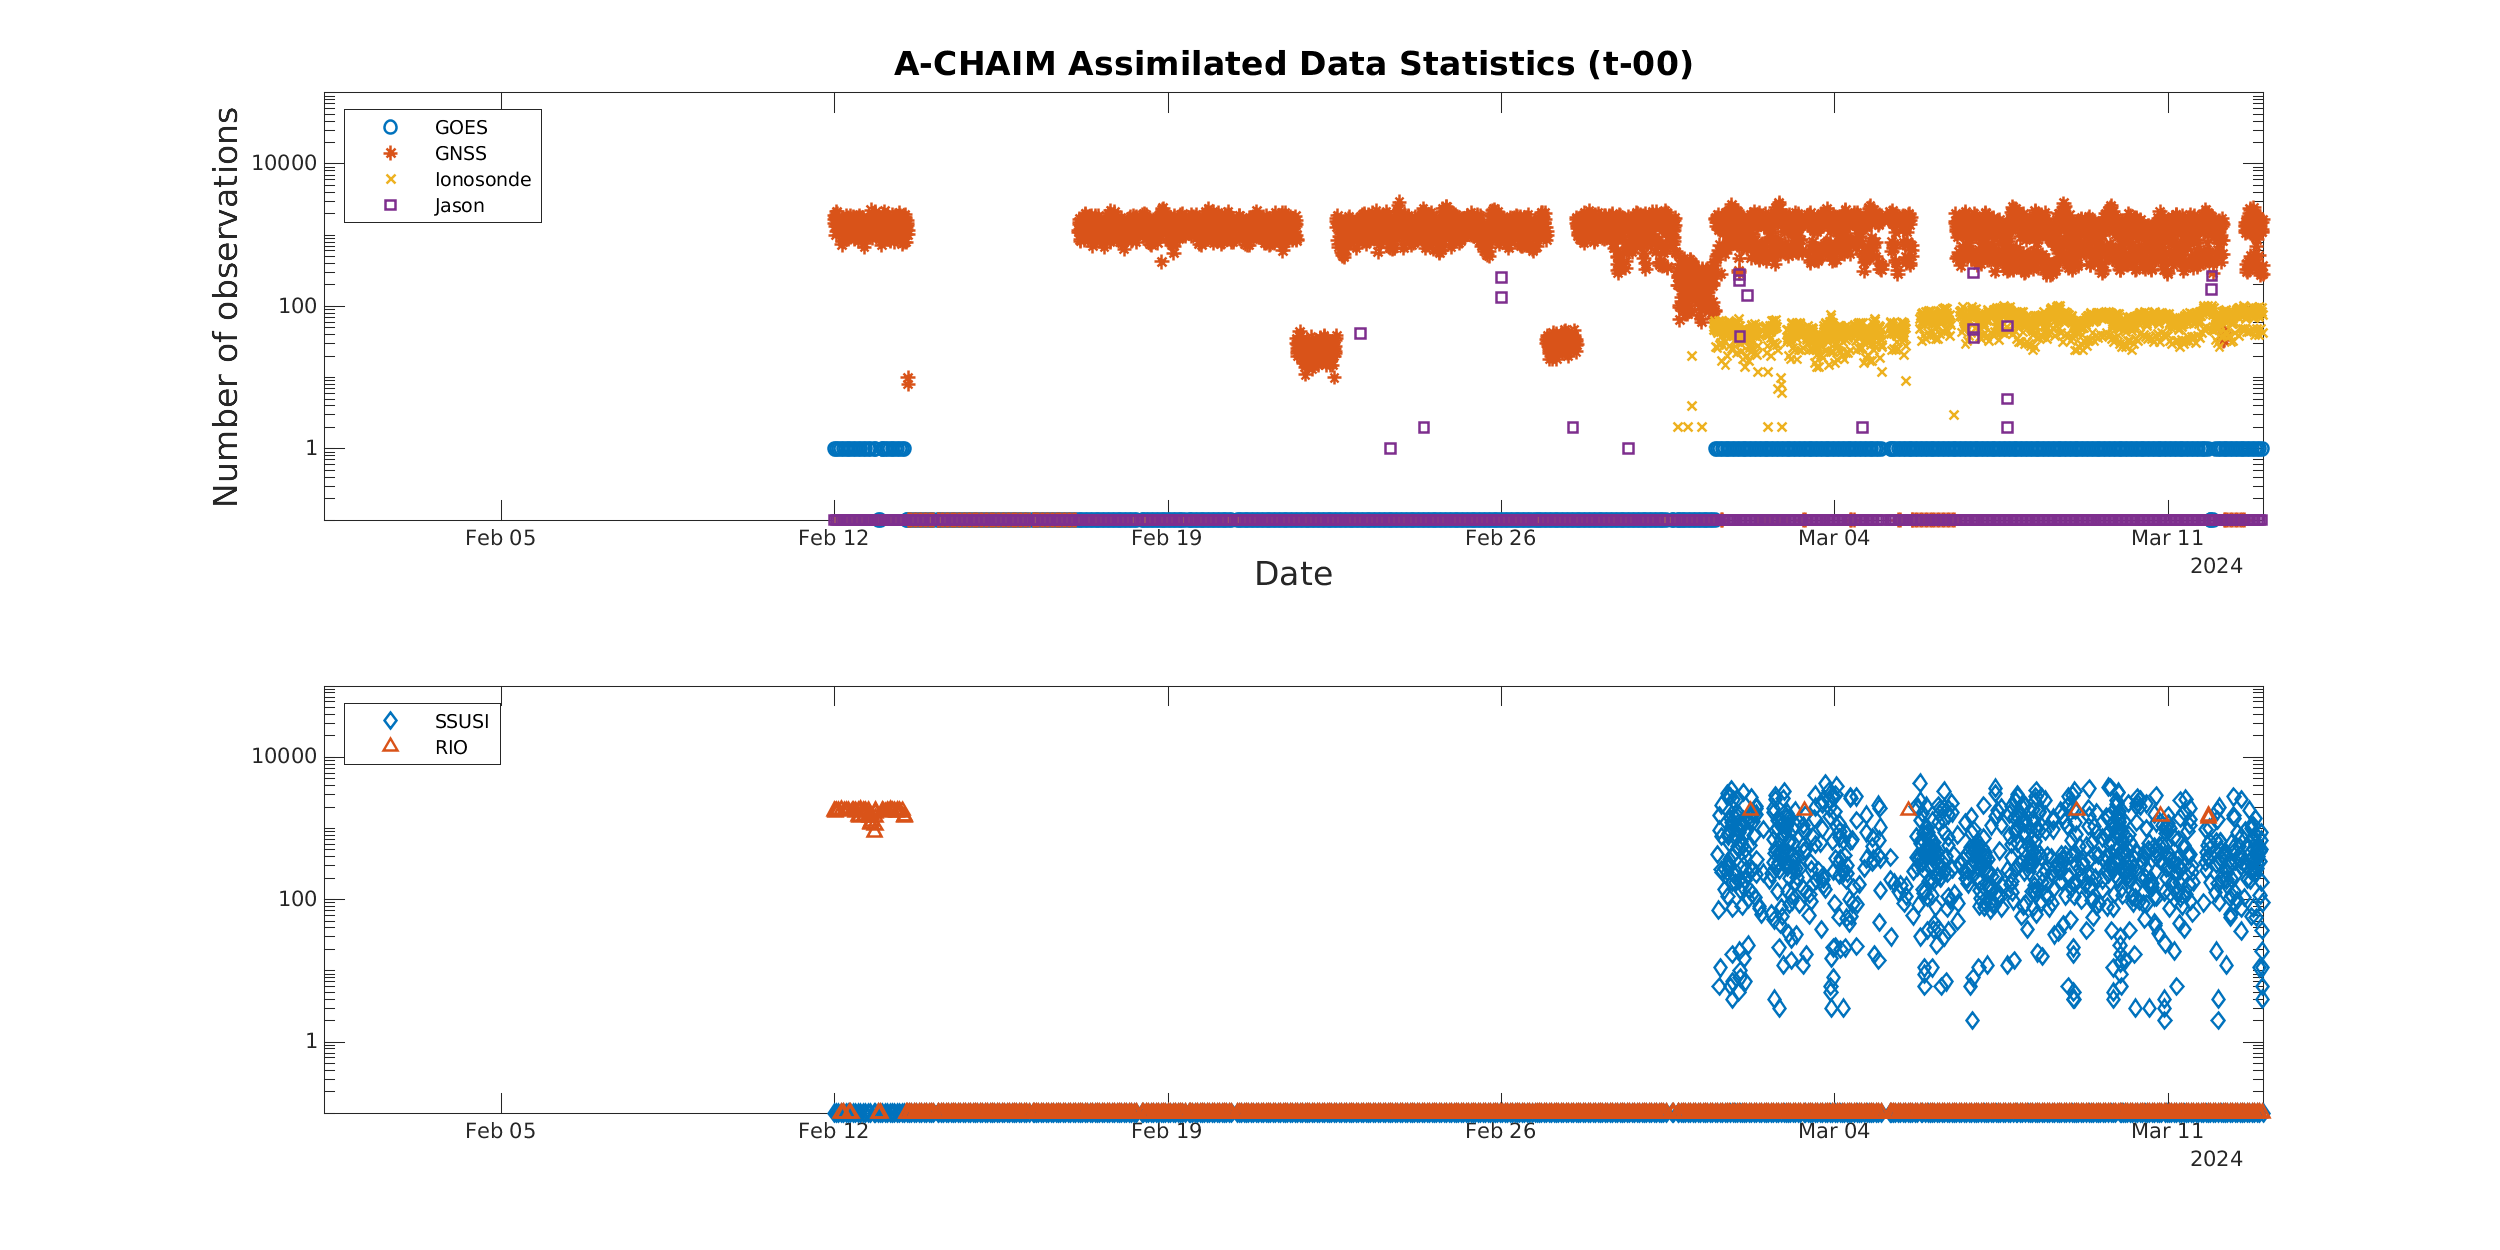 A-CHAIM Assimilated Data Statistics (t-00)
Number of observations
10000
100
1
GOES
GNSS
Ionosonde
Jason
Feb 05 Feb 12 Feb 19 Feb 26 Mar 04 Mar 11
2024
Date
10000
100
1
SSUSI
RIO
Feb 05 Feb 12 Feb 19 Feb 26 Mar 04 Mar 11
2024